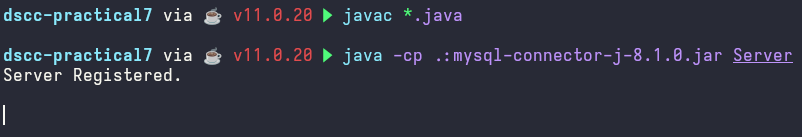 dscc-practical7 via ☕ v11.0.20 ▶ javac *.java
dscc-practical7 via ☕ v11.0.20 ▶ java -cp .:mysql-connector-j-8.1.0.jar Server
Server Registered.